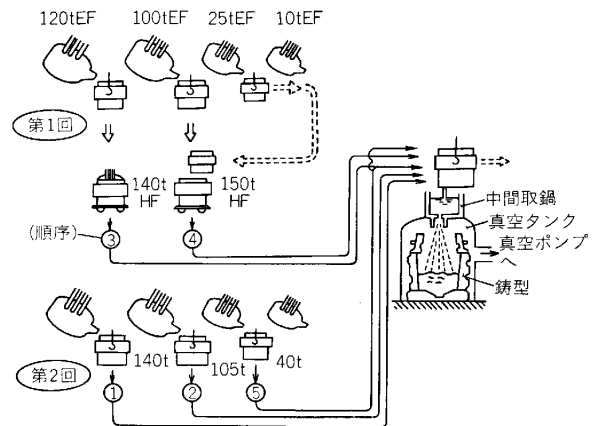 120tEF 100tEF 25tEF 10tEF
第1回
140t
HF
150t
HF
(順序)
③ ④
中間取鍋
真空タンク
真空ポンプ
へ
鋳型
第2回
140t 105t 40t
① ② ⑤